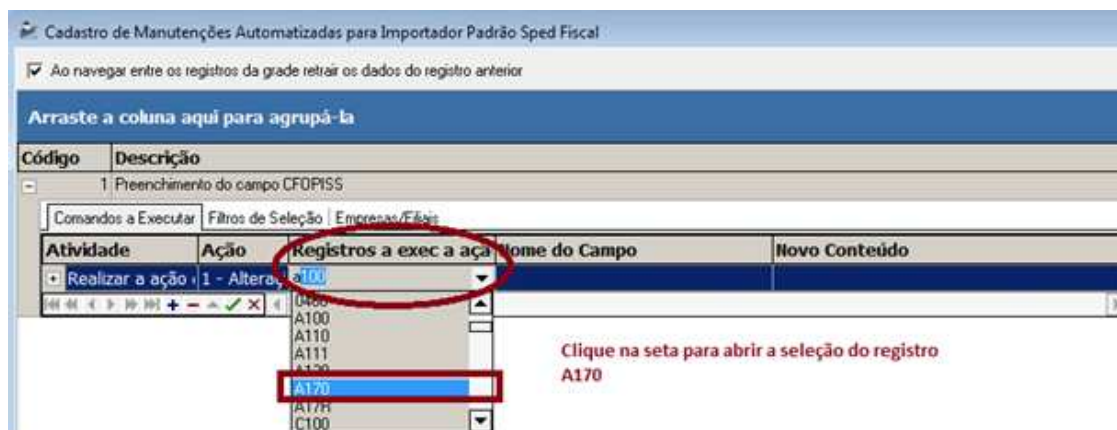 Cadastro de Manutenções Automatizadas para Importador Padrão Sped Fiscal
Ao navegar entre os registros da grade retrair os dados do registro anterior
Arraste a coluna aqui para agrupá-la
Código Descrição
1 Preenchimento do campo CFOPISS
Comandos a Executar Filtros de Seleção Empresas/Filiais
Atividade Ação Registros a exec a aça Nome do Campo Novo Conteúdo
Realizar a ação 1 - Alteraç a100
A100
A110
A111
A170
C100
Clique na seta para abrir a seleção do registro
A170